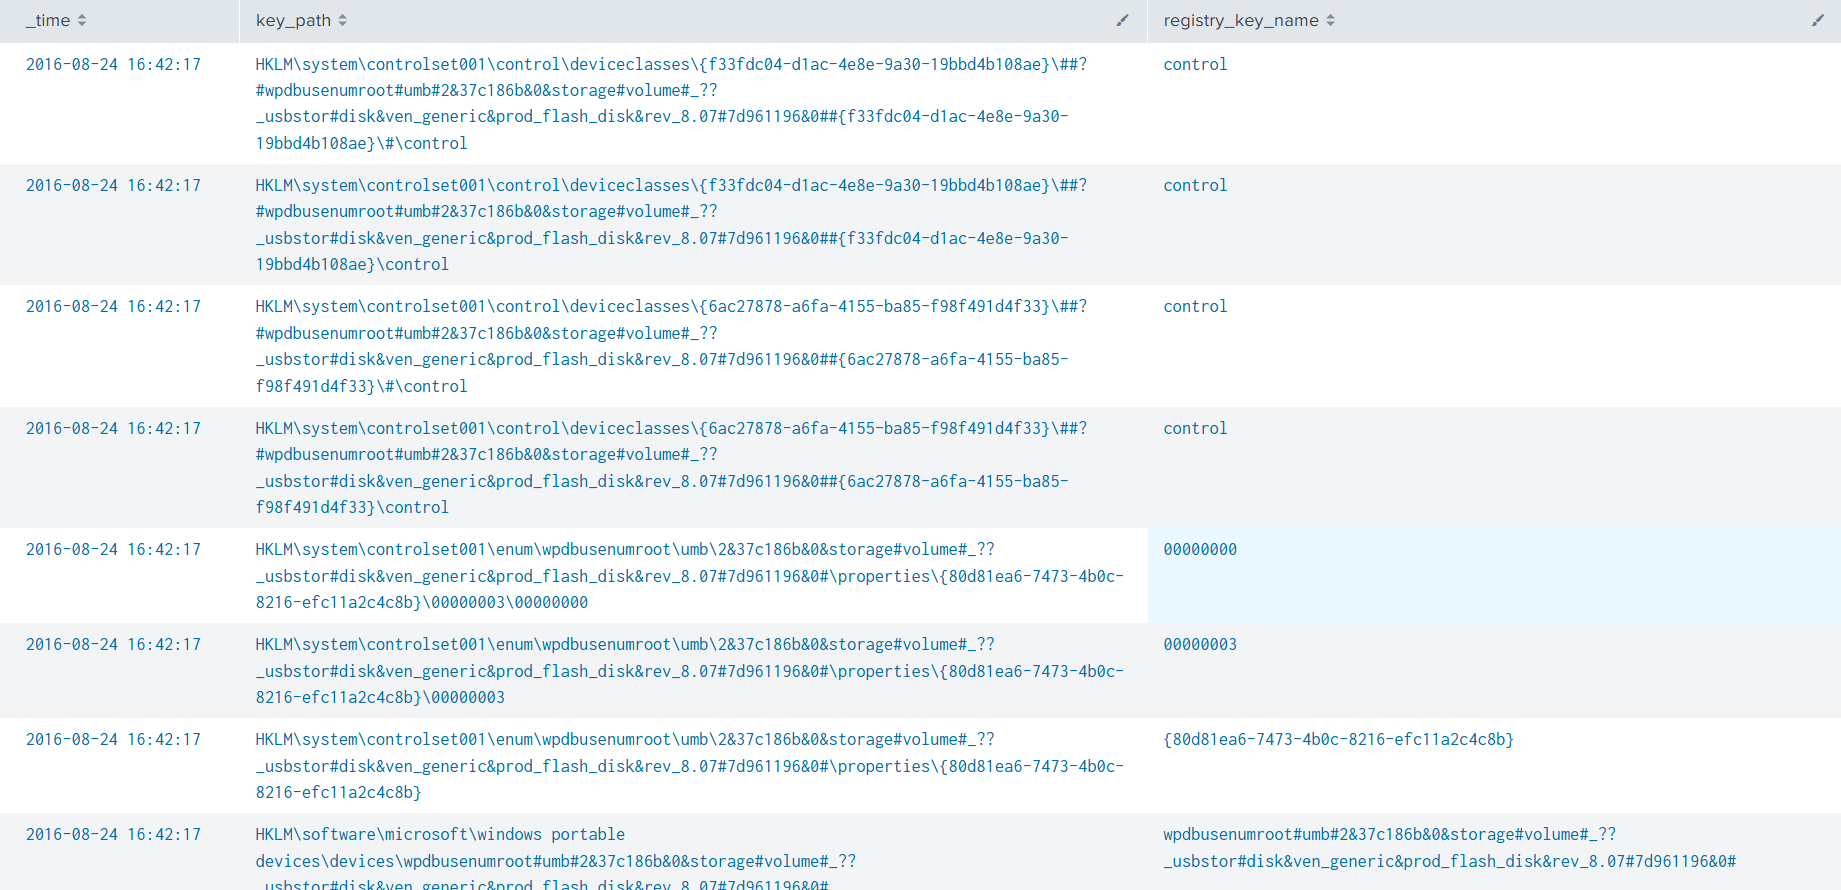 _time key_path registry_key_name
2016-08-24 16:42:17 HKLM\system\controlset001\control\deviceclasses\{f33fdc04-d1ac-4e8e-9a30-19bbd4b108ae}\##? control
#wpdbusenumroot#umb#2&37c186b&0&storage#volume#_??
_usbstor#disk&ven_generic&prod_flash_disk&rev_8.07#7d961196&0##{f33fdc04-d1ac-4e8e-9a30-
19bbd4b108ae}\#\control
2016-08-24 16:42:17 HKLM\system\controlset001\control\deviceclasses\{f33fdc04-d1ac-4e8e-9a30-19bbd4b108ae}\##? control
#wpdbusenumroot#umb#2&37c186b&0&storage#volume#_??
_usbstor#disk&ven_generic&prod_flash_disk&rev_8.07#7d961196&0##{f33fdc04-d1ac-4e8e-9a30-
19bbd4b108ae}\control
2016-08-24 16:42:17 HKLM\system\controlset001\control\deviceclasses\{6ac27878-a6fa-4155-ba85-f98f491d4f33}\##? control
#wpdbusenumroot#umb#2&37c186b&0&storage#volume#_??
_usbstor#disk&ven_generic&prod_flash_disk&rev_8.07#7d961196&0##{6ac27878-a6fa-4155-ba85-
f98f491d4f33}\#\control
2016-08-24 16:42:17 HKLM\system\controlset001\control\deviceclasses\{6ac27878-a6fa-4155-ba85-f98f491d4f33}\##? control
#wpdbusenumroot#umb#2&37c186b&0&storage#volume#_??
_usbstor#disk&ven_generic&prod_flash_disk&rev_8.07#7d961196&0##{6ac27878-a6fa-4155-ba85-
f98f491d4f33}\control
2016-08-24 16:42:17 HKLM\system\controlset001\enum\wpdbusenumroot\umb\2&37c186b&0&storage#volume#_?? 00000000
_usbstor#disk&ven_generic&prod_flash_disk&rev_8.07#7d961196&0#\properties\{80d81ea6-7473-4b0c-
8216-efc11a2c4c8b}\00000003\00000000
2016-08-24 16:42:17 HKLM\system\controlset001\enum\wpdbusenumroot\umb\2&37c186b&0&storage#volume#_?? 00000003
_usbstor#disk&ven_generic&prod_flash_disk&rev_8.07#7d961196&0#\properties\{80d81ea6-7473-4b0c-
8216-efc11a2c4c8b}\00000003
2016-08-24 16:42:17 HKLM\system\controlset001\enum\wpdbusenumroot\umb\2&37c186b&0&storage#volume#_?? {80d81ea6-7473-4b0c-8216-efc11a2c4c8b}
_usbstor#disk&ven_generic&prod_flash_disk&rev_8.07#7d961196&0#\properties\{80d81ea6-7473-4b0c-
8216-efc11a2c4c8b}
2016-08-24 16:42:17 HKLM\software\microsoft\windows portable wpdbusenumroot#umb#2&37c186b&0&storage#volume#_??
devices\devices\wpdbusenumroot#umb#2&37c186b&0&storage#volume#_?? _usbstor#disk&ven_generic&prod_flash_disk&rev_8.07#7d961196&0#
_usbstor#disk&ven_generic&prod_flash_disk&rev_8.07#7d961196&0#